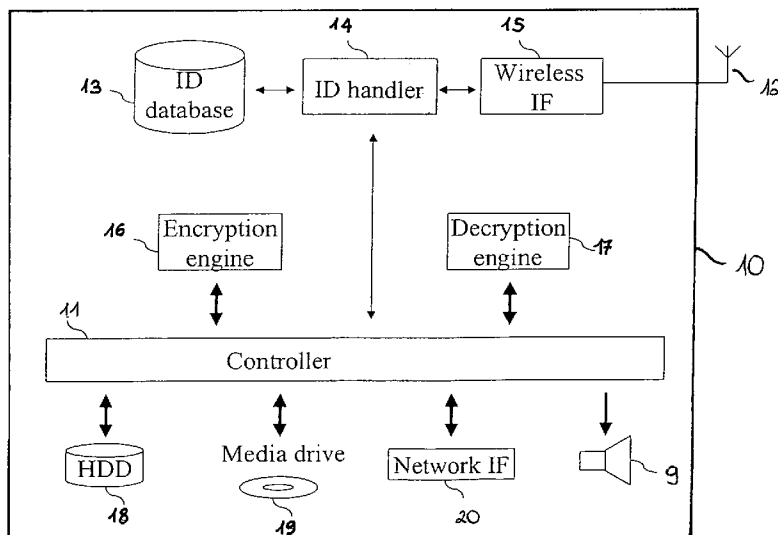 14
15
13
ID
database
ID handler
Wireless
IF
12
16
Encryption
engine
Decryption
engine
17
10
11
Controller
HDD
18
Media drive
19
Network IF
20
9